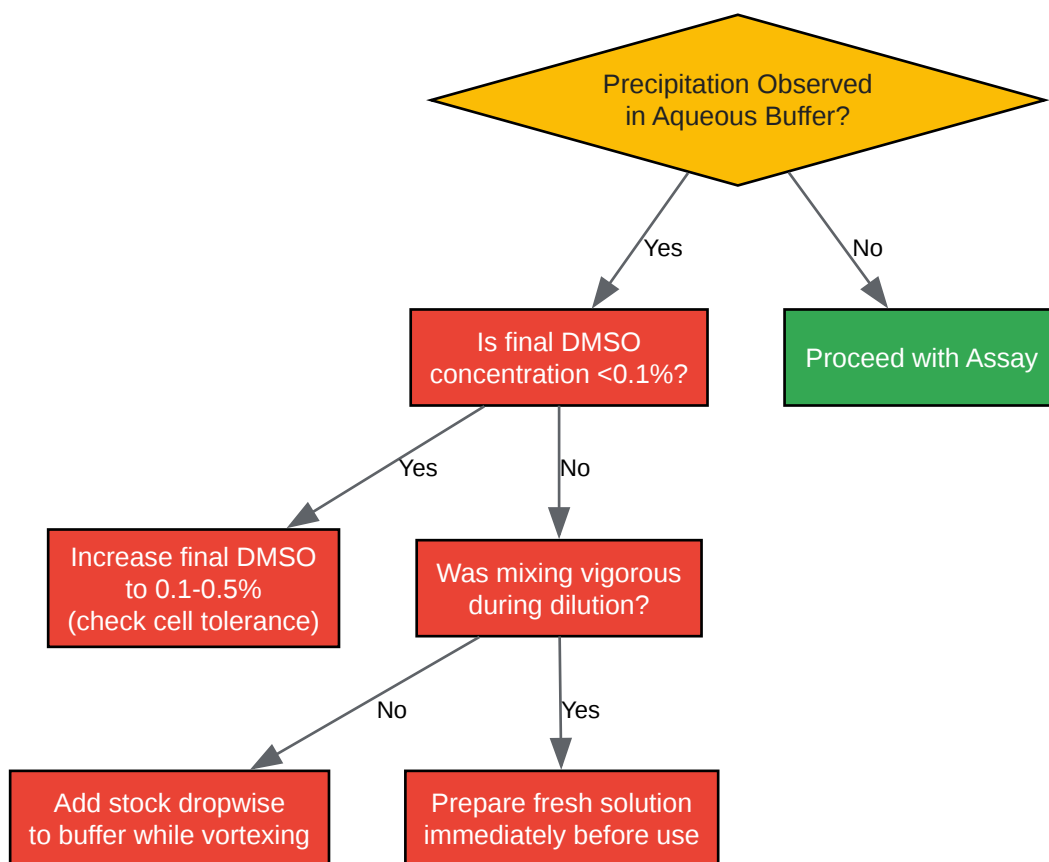 Precipitation Observed
in Aqueous Buffer?
Yes
No
Is final DMSO
concentration <0.1%?
Proceed with Assay
Yes
No
Increase final DMSO
to 0.1-0.5%
(check cell tolerance)
Was mixing vigorous
during dilution?
No
Yes
Add stock dropwise
to buffer while vortexing
Prepare fresh solution
immediately before use